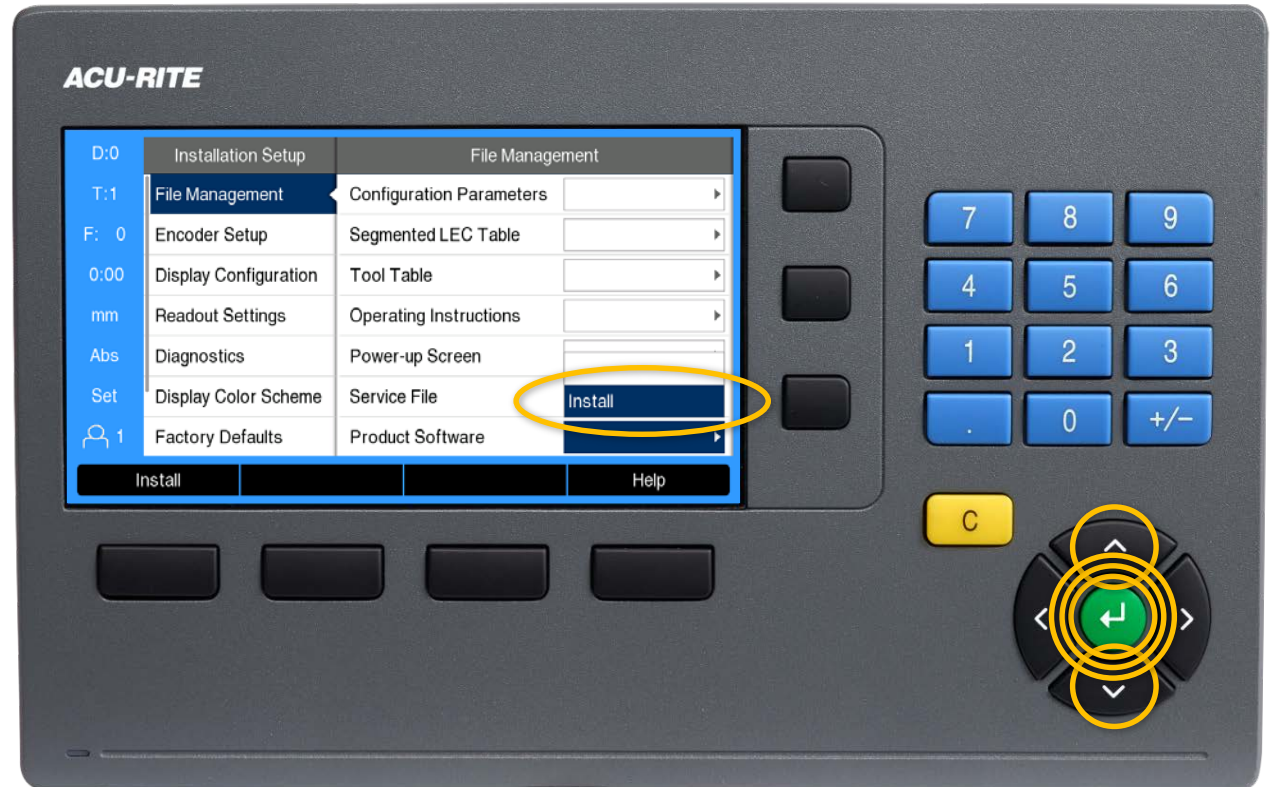 ACU-RITE
D:0 Installation Setup File Management
T:1 File Management Configuration Parameters
F: 0 Encoder Setup Segmented LEC Table
0:00 Display Configuration Tool Table
mm Readout Settings Operating Instructions
Abs Diagnostics Power-up Screen
Set Display Color Scheme Service File Install
1 Factory Defaults Product Software
Install Help
7 8 9
4 5 6
1 2 3
. 0 +/-
C